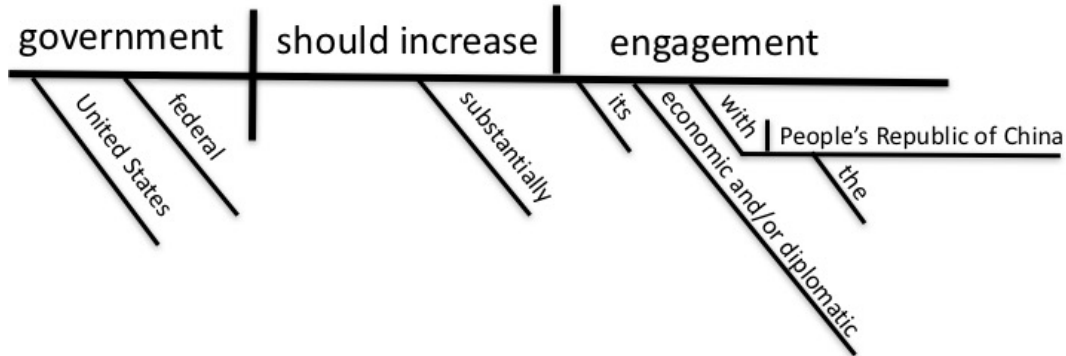 government
should increase
engagement
United States
federal
substantially
its
economic and/or diplomatic
with
People's Republic of China
the